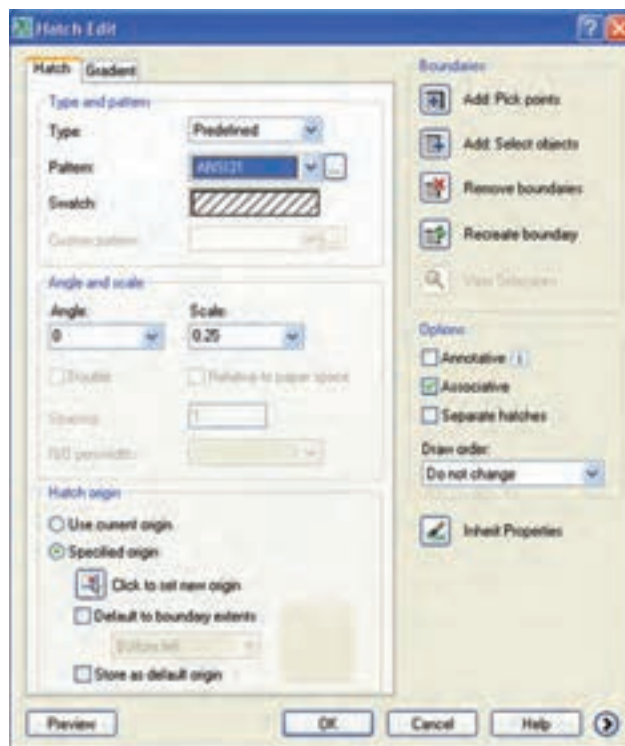 Hatch Edit
Hatch Gradient
Type and pattern
Type: Predefined
Pattern: ANSI31
Swatch:
Custom pattern:
Angle and scale
Angle: Scale:
0 0.25
Double Relative to paper space
Spacing: 1
ISO pen width:
Hatch origin
Use current origin
Specified origin
Click to set new origin
Default to boundary extents
Bottom left
Store as default origin
Boundaries
Add: Pick points
Add: Select objects
Remove boundaries
Recreate boundary
View Selections
Options
Annotative
Associative
Separate hatches
Draw order:
Do not change
Inherit Properties
Preview OK Cancel Help